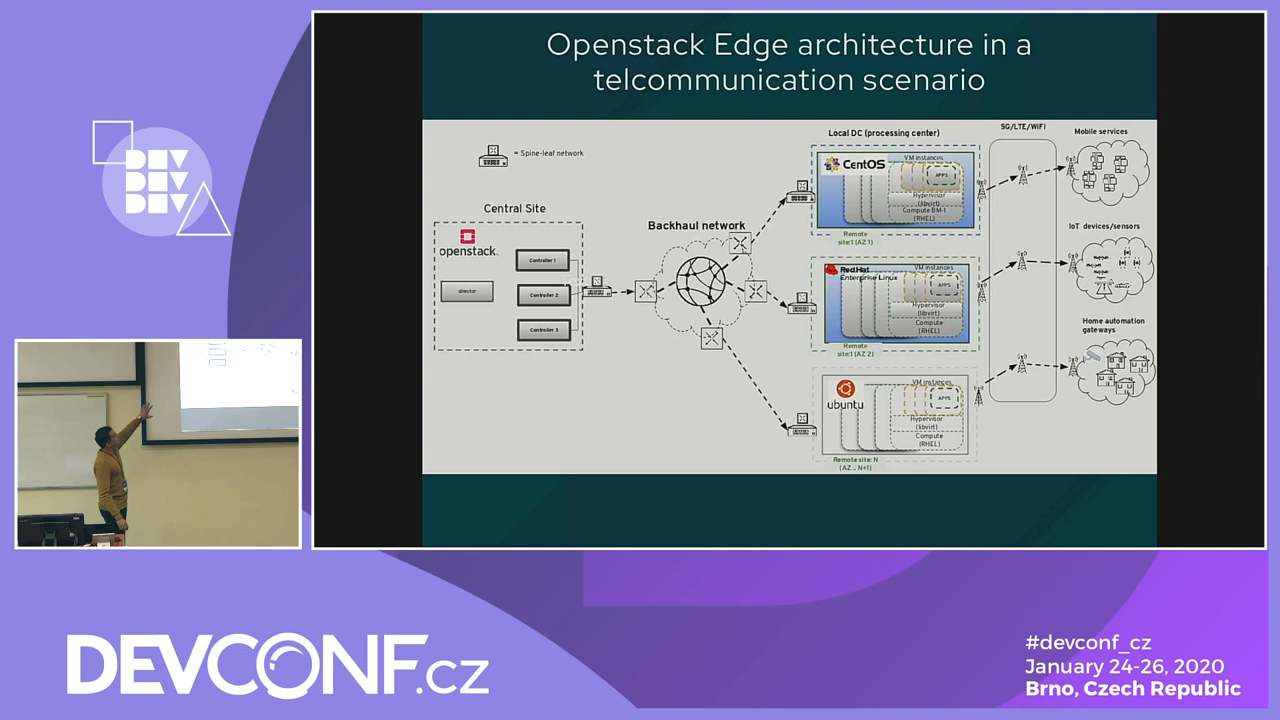 Openstack Edge architecture in a
telcommunication scenario
= Spine-leaf network
Central Site
openstack.
director
Controller 1
Controller 2
Controller 3
Backhaul network
Local DC (processing center)
CentOS
VM instances
APPS
Hypervisor
(libvirt)
Compute BM-1
(RHEL)
Remote
site:1 (AZ 1)
Red Hat
Enterprise Linux
VM instances
APPS
Hypervisor
(libvirt)
Compute
(RHEL)
Remote
site:1 (AZ 2)
ubuntu
VM instances
APPS
Hypervisor
(libvirt)
Compute
(RHEL)
Remote site: N
(AZ .. N+1)
5G/LTE/WiFi
Mobile services
IoT devices/sensors
Home automation
gateways
DEV
DEV
DEV
DEVCONF.cz
#devconf_cz
January 24-26, 2020
Brno, Czech Republic